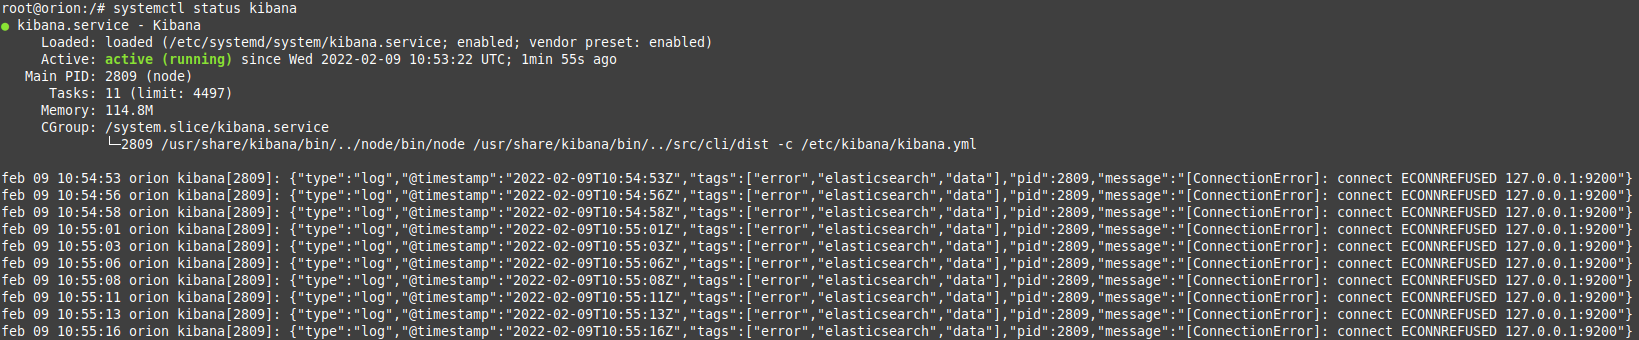 root@orion:/# systemctl status kibana
● kibana.service - Kibana
     Loaded: loaded (/etc/systemd/system/kibana.service; enabled; vendor preset: enabled)
     Active: active (running) since Wed 2022-02-09 10:53:22 UTC; 1min 55s ago
   Main PID: 2809 (node)
      Tasks: 11 (limit: 4497)
     Memory: 114.8M
     CGroup: /system.slice/kibana.service
             └─2809 /usr/share/kibana/bin/../node/bin/node /usr/share/kibana/bin/../src/cli/dist -c /etc/kibana/kibana.yml

feb 09 10:54:53 orion kibana[2809]: {"type":"log","@timestamp":"2022-02-09T10:54:53Z","tags":["error","elasticsearch","data"],"pid":2809,"message":"[ConnectionError]: connect ECONNREFUSED 127.0.0.1:9200"}
feb 09 10:54:56 orion kibana[2809]: {"type":"log","@timestamp":"2022-02-09T10:54:56Z","tags":["error","elasticsearch","data"],"pid":2809,"message":"[ConnectionError]: connect ECONNREFUSED 127.0.0.1:9200"}
feb 09 10:54:58 orion kibana[2809]: {"type":"log","@timestamp":"2022-02-09T10:54:58Z","tags":["error","elasticsearch","data"],"pid":2809,"message":"[ConnectionError]: connect ECONNREFUSED 127.0.0.1:9200"}
feb 09 10:55:01 orion kibana[2809]: {"type":"log","@timestamp":"2022-02-09T10:55:01Z","tags":["error","elasticsearch","data"],"pid":2809,"message":"[ConnectionError]: connect ECONNREFUSED 127.0.0.1:9200"}
feb 09 10:55:03 orion kibana[2809]: {"type":"log","@timestamp":"2022-02-09T10:55:03Z","tags":["error","elasticsearch","data"],"pid":2809,"message":"[ConnectionError]: connect ECONNREFUSED 127.0.0.1:9200"}
feb 09 10:55:06 orion kibana[2809]: {"type":"log","@timestamp":"2022-02-09T10:55:06Z","tags":["error","elasticsearch","data"],"pid":2809,"message":"[ConnectionError]: connect ECONNREFUSED 127.0.0.1:9200"}
feb 09 10:55:08 orion kibana[2809]: {"type":"log","@timestamp":"2022-02-09T10:55:08Z","tags":["error","elasticsearch","data"],"pid":2809,"message":"[ConnectionError]: connect ECONNREFUSED 127.0.0.1:9200"}
feb 09 10:55:11 orion kibana[2809]: {"type":"log","@timestamp":"2022-02-09T10:55:11Z","tags":["error","elasticsearch","data"],"pid":2809,"message":"[ConnectionError]: connect ECONNREFUSED 127.0.0.1:9200"}
feb 09 10:55:13 orion kibana[2809]: {"type":"log","@timestamp":"2022-02-09T10:55:13Z","tags":["error","elasticsearch","data"],"pid":2809,"message":"[ConnectionError]: connect ECONNREFUSED 127.0.0.1:9200"}
feb 09 10:55:16 orion kibana[2809]: {"type":"log","@timestamp":"2022-02-09T10:55:16Z","tags":["error","elasticsearch","data"],"pid":2809,"message":"[ConnectionError]: connect ECONNREFUSED 127.0.0.1:9200"}